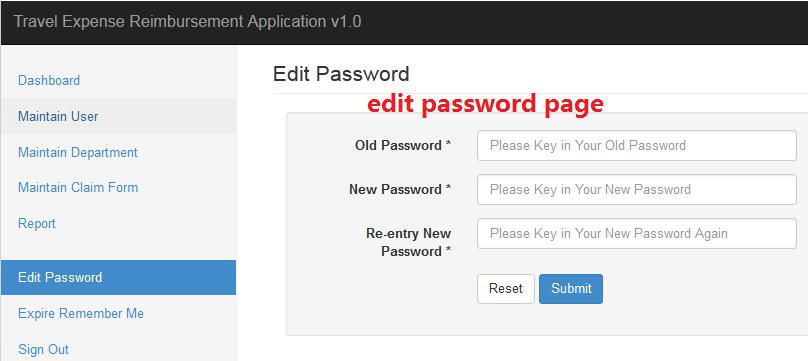 Travel Expense Reimbursement Application v1.0
Dashboard
Maintain User
Maintain Department
Maintain Claim Form
Report
Edit Password
Expire Remember Me
Sign Out
Edit Password
edit password page
Old Password *
Please Key in Your Old Password
New Password *
Please Key in Your New Password
Re-entry New
Password *
Please Key in Your New Password Again
Reset
Submit